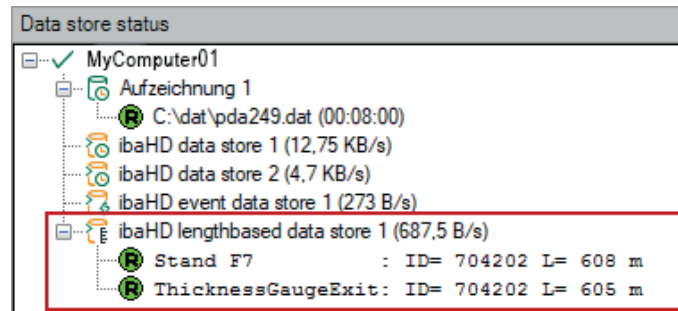 Data store status
MyComputer01
Aufzeichnung 1
R C:\dat\pda249.dat (00:08:00)
ibaHD data store 1 (12,75 KB/s)
ibaHD data store 2 (4,7 KB/s)
ibaHD event data store 1 (273 B/s)
ibaHD lengthbased data store 1 (687,5 B/s)
R Stand F7 : ID= 704202 L= 608 m
R ThicknessGaugeExit: ID= 704202 L= 605 m